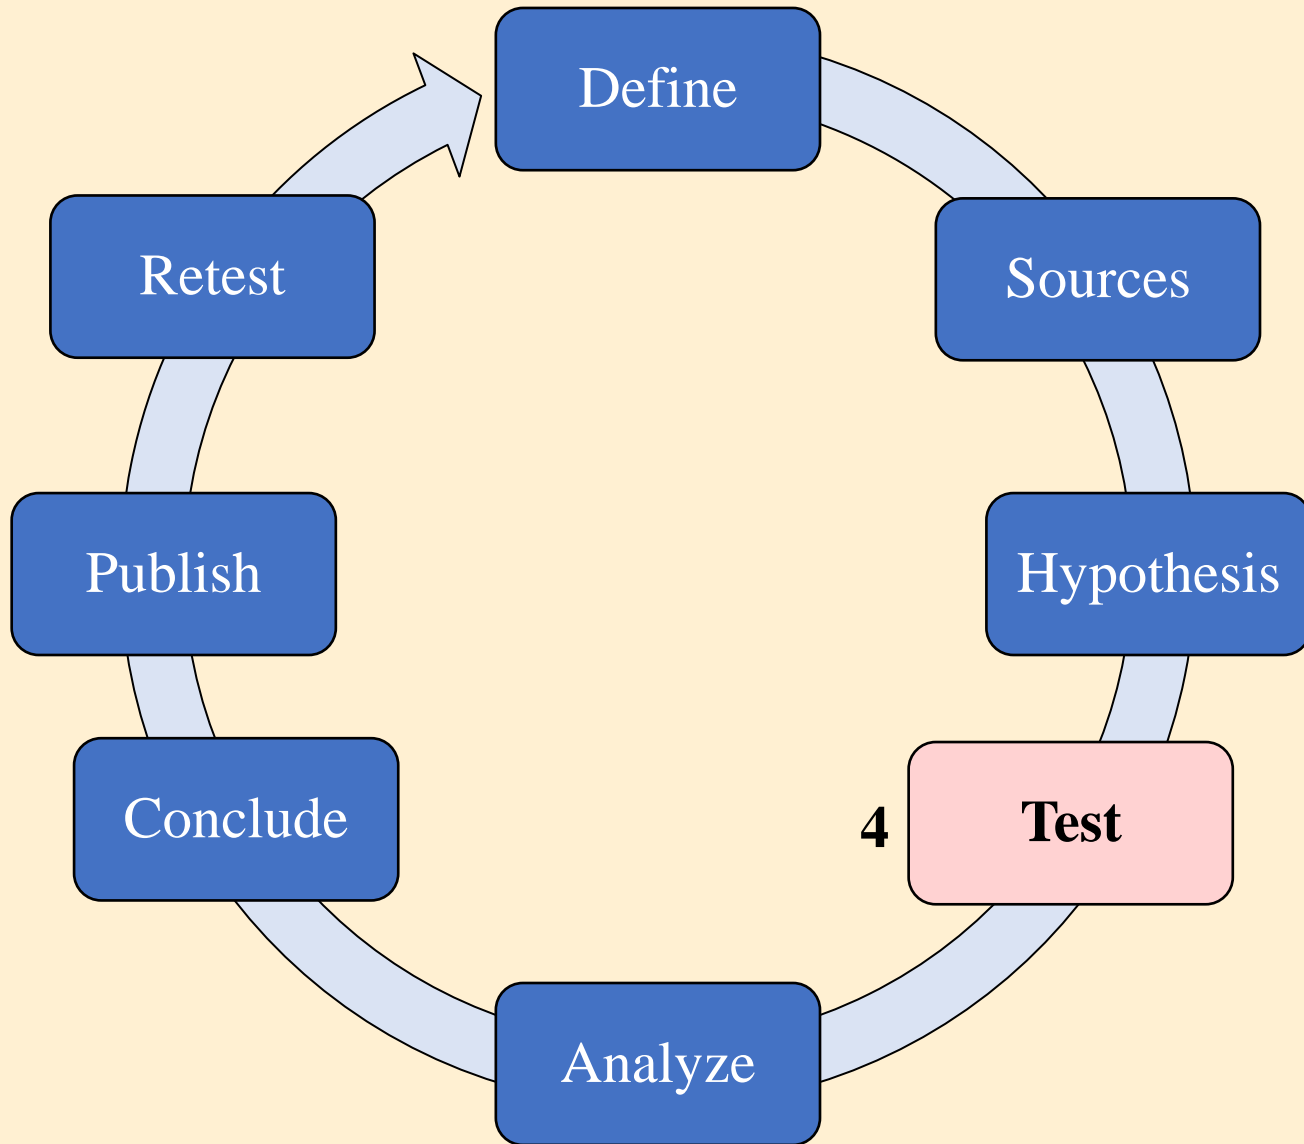 Define
Sources
Hypothesis
4 Test
Analyze
Conclude
Publish
Retest